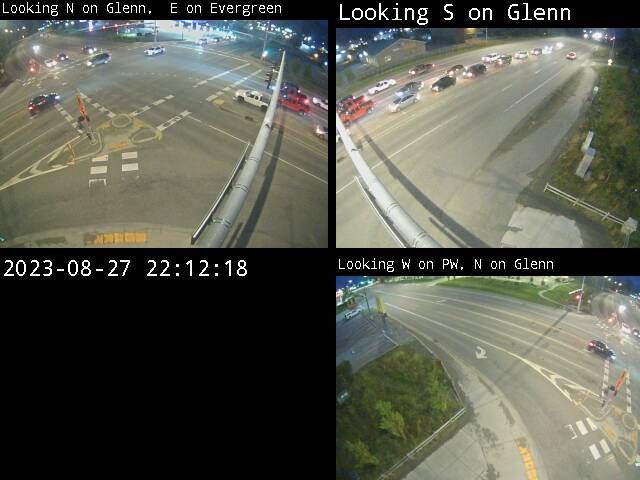 Looking N on Glenn,  E on Evergreen
Looking S on Glenn
2023-08-27 22:12:18
Looking W on PW, N on Glenn